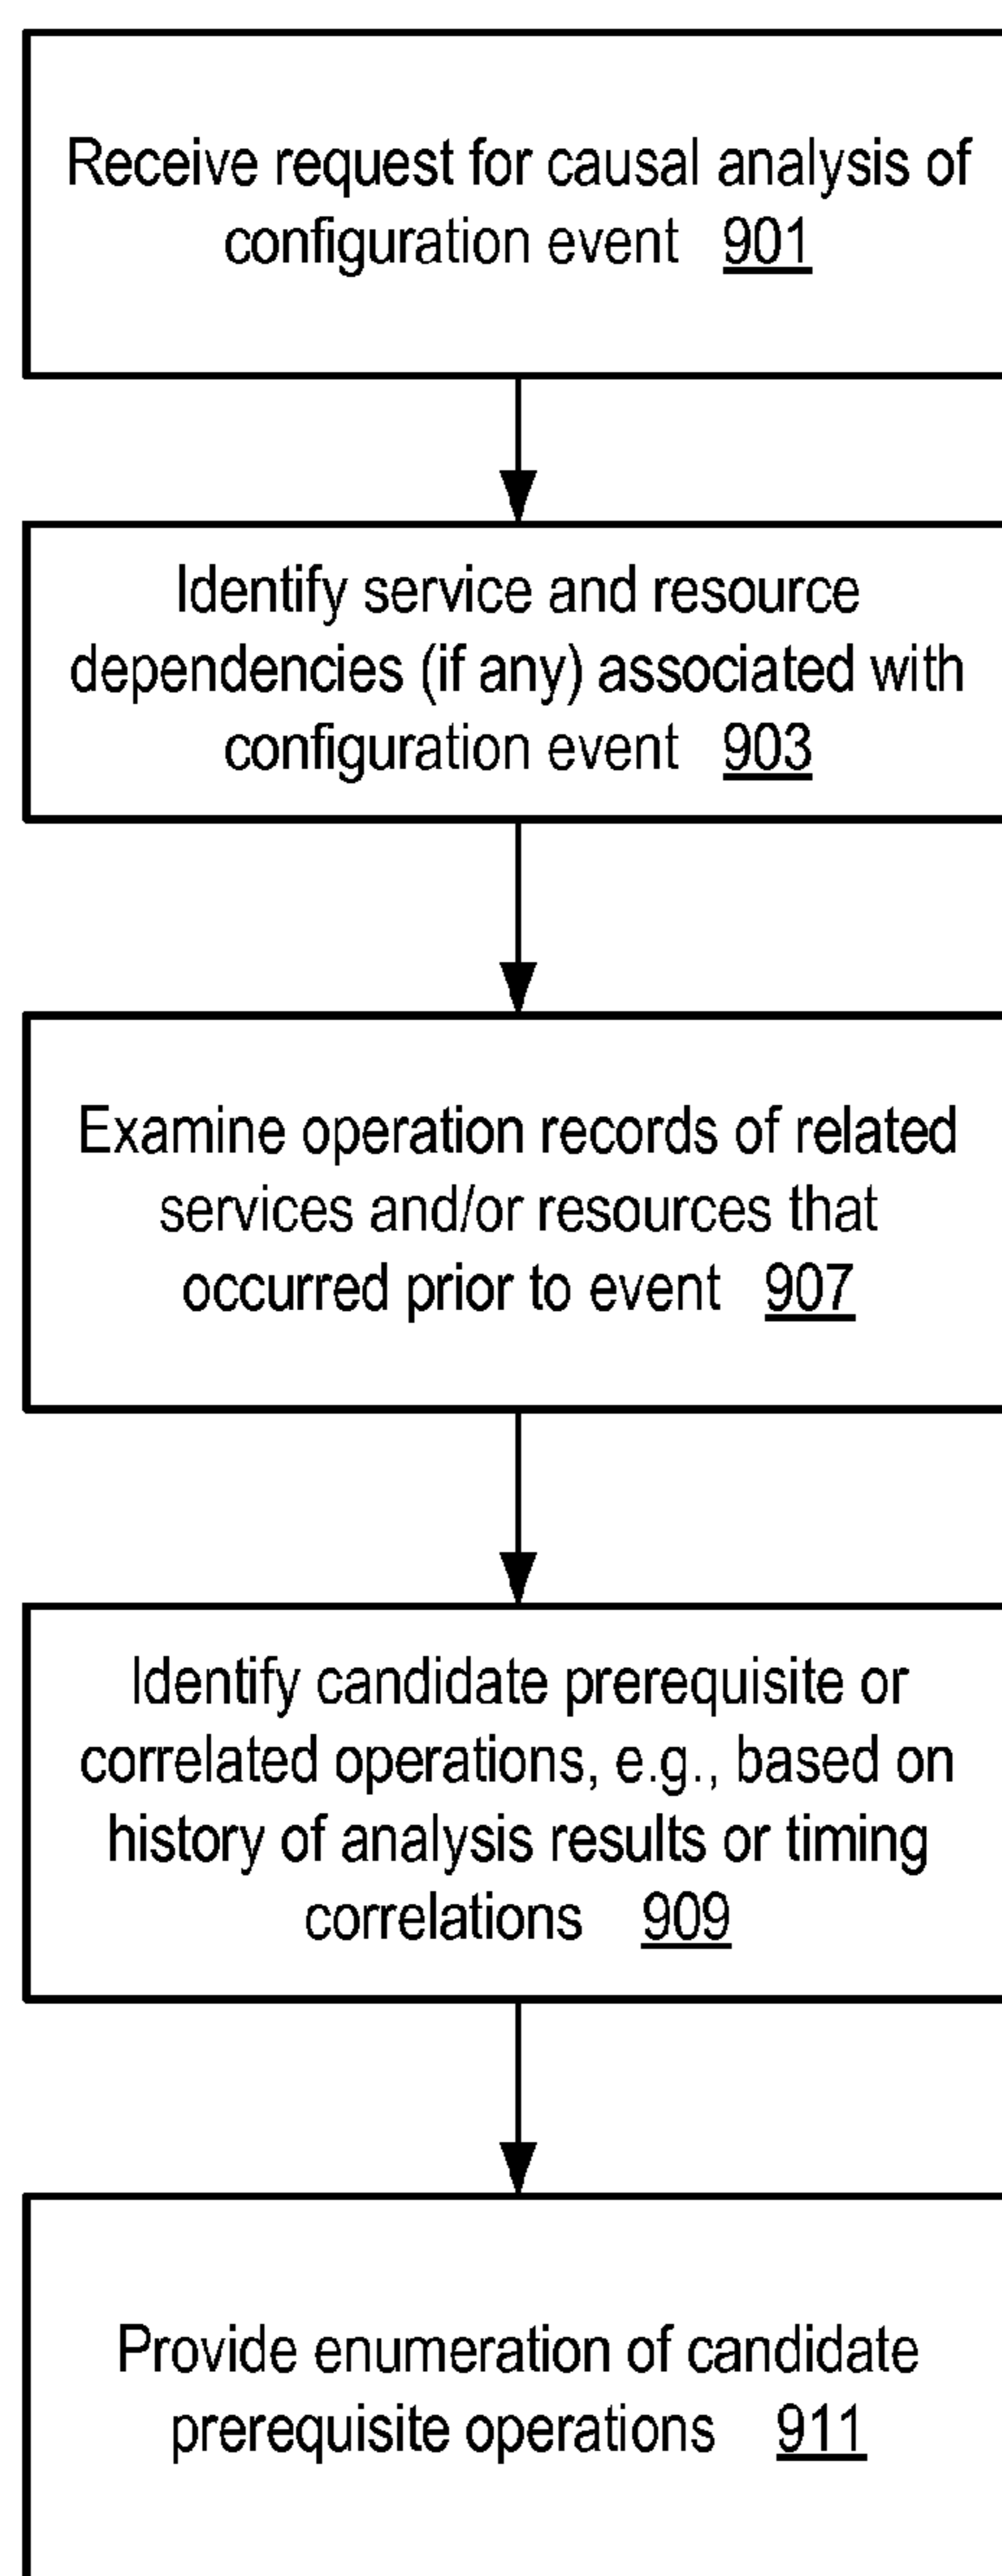 Receive request for causal analysis of
configuration event 901
Identify service and resource
dependencies (if any) associated with
configuration event 903
Examine operation records of related
services and/or resources that
occurred prior to event 907
Identify candidate prerequisite or
correlated operations, e.g., based on
history of analysis results or timing
correlations 909
Provide enumeration of candidate
prerequisite operations 911